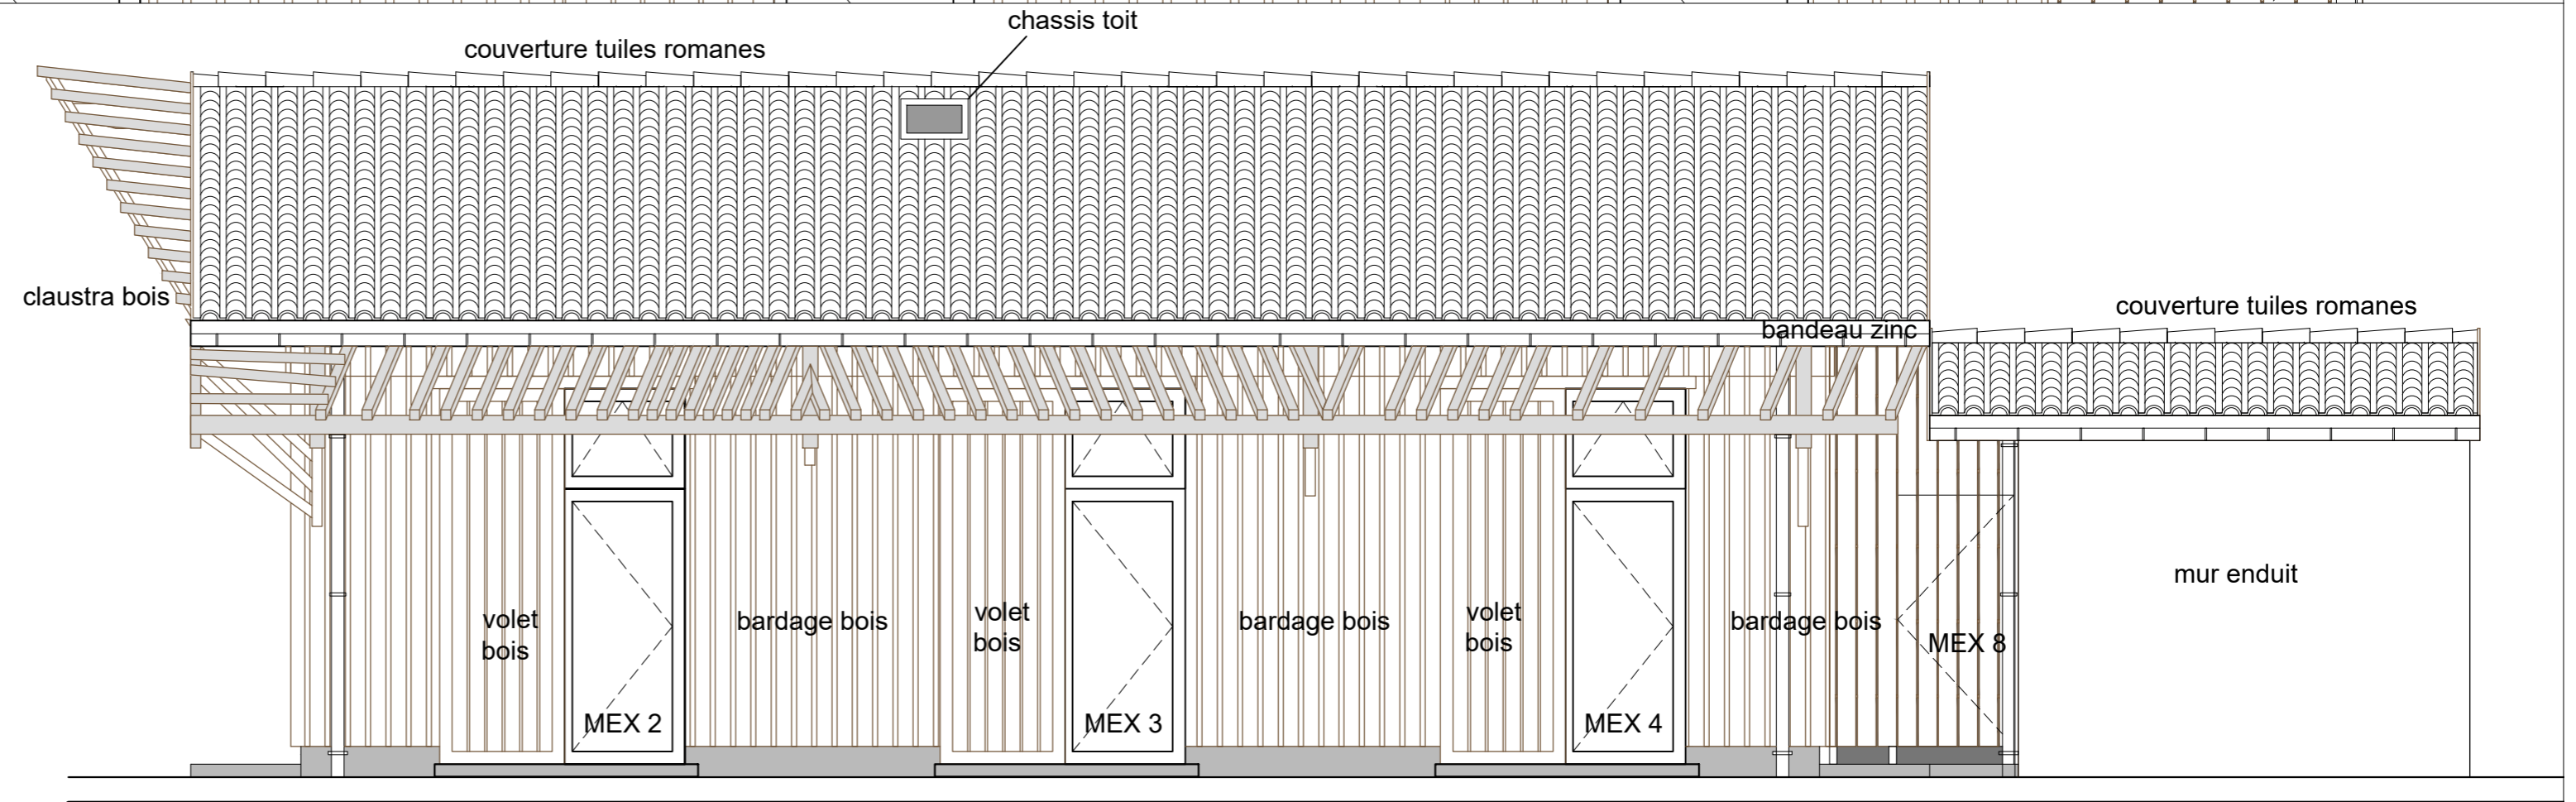 chassis toit
couverture tuiles romanes
claustra bois
couverture tuiles romanes
bandeau zinc
mur enduit
volet
bois
bardage bois
volet
bois
bardage bois
volet
bois
bardage bois
MEX 8
MEX 2
MEX 3
MEX 4